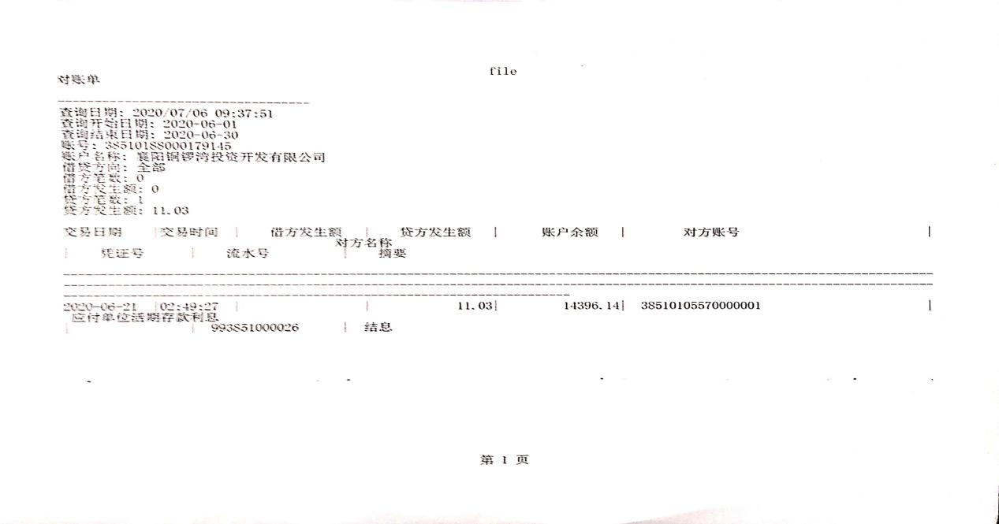 file
对账单
查询日期: 2020/07/06 09:37:51
查询开始日期: 2020-06-01
查询结束日期: 2020-06-30
账号: 38510188000179145
账户名称: 襄阳铜锣湾投资开发有限公司
借贷方向: 全部
借方笔数: 0
借方发生额: 0
贷方笔数: 1
贷方发生额: 11.03
交易日期 |交易时间 | 借方发生额 | 贷方发生额 | 账户余额 | 对方账号 |
对方名称
| 凭证号 | 流水号 | 摘要
2020-06-21 |02:49:27 | | 11.03| 14396.14| 38510105570000001 |
应付单位活期存款利息
| | 993851000026 | 结息
第 1 页